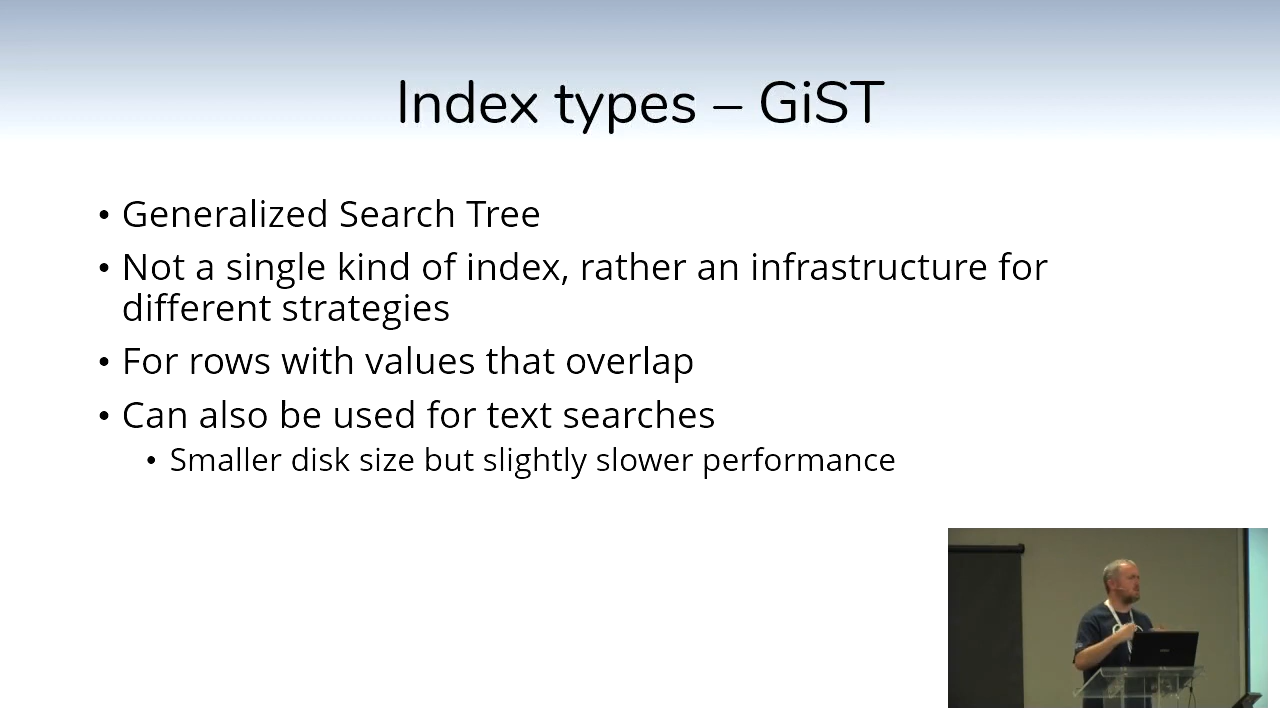 Index types – GiST
• Generalized Search Tree
• Not a single kind of index, rather an infrastructure for
different strategies
• For rows with values that overlap
• Can also be used for text searches
• Smaller disk size but slightly slower performance